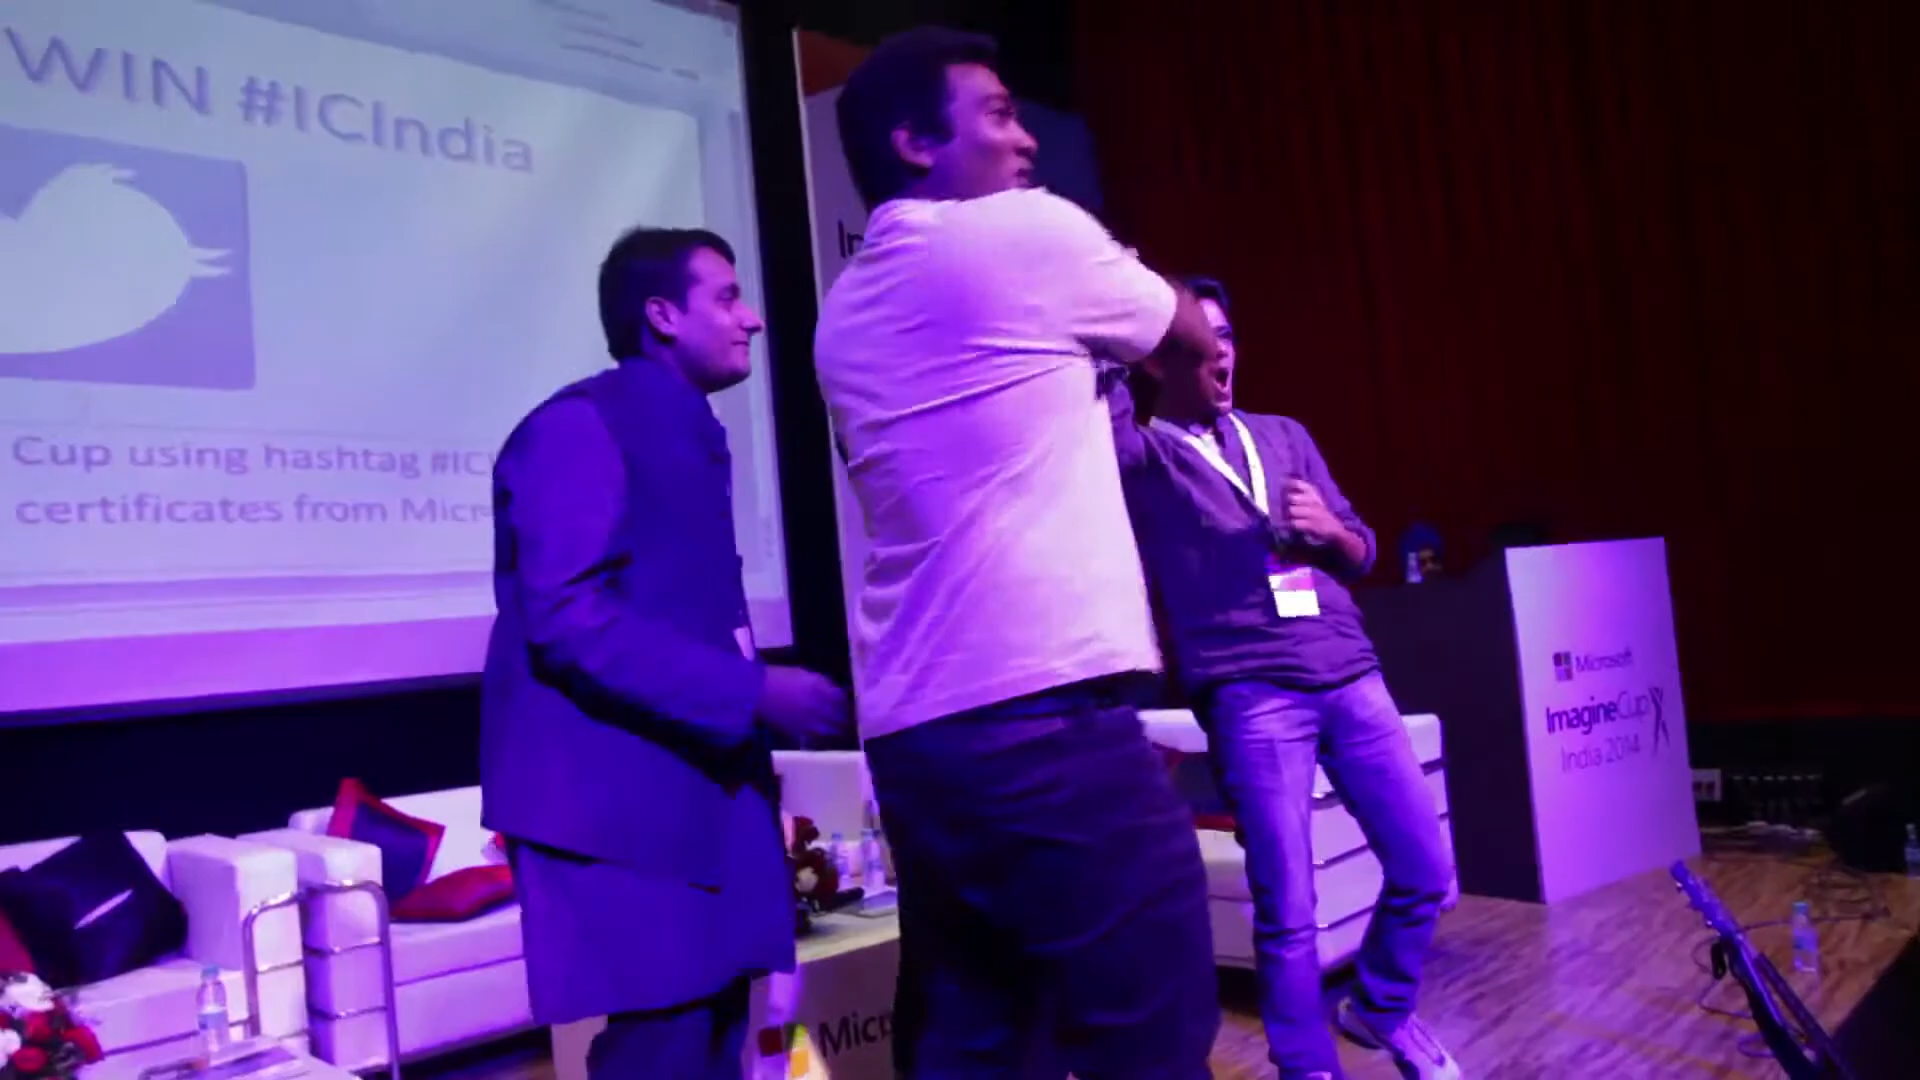 WIN #ICIndia
Cup using hashtag #IC
certificates from Micr
Microsoft
ImagineCup
India 2014
Micr